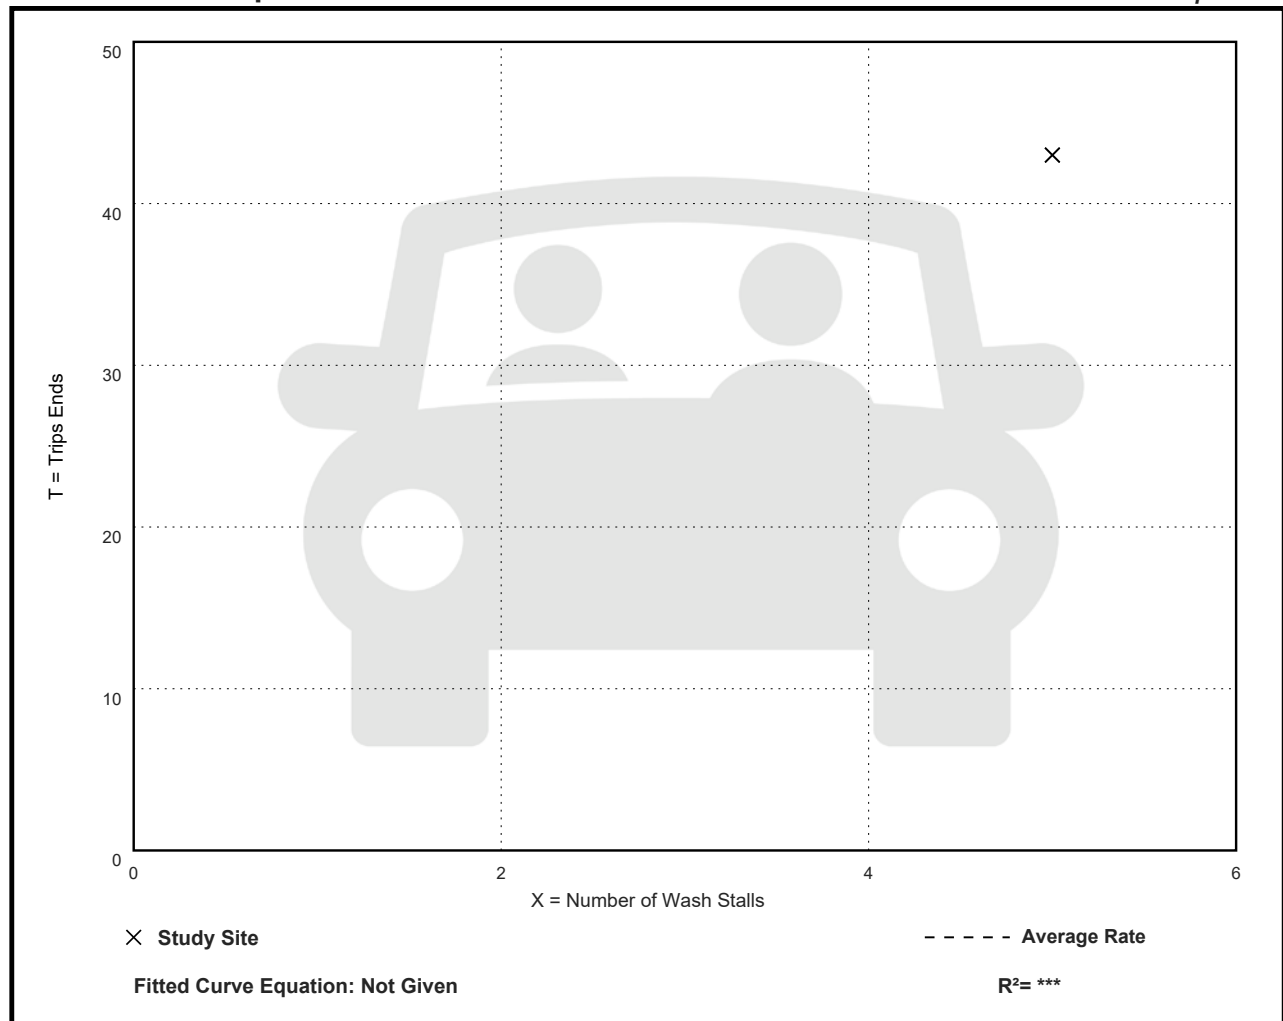 50
40
30
20
10
0
T = Trips Ends
0 2 4 6
X = Number of Wash Stalls
Study Site
Average Rate
Fitted Curve Equation: Not Given
R²= ***